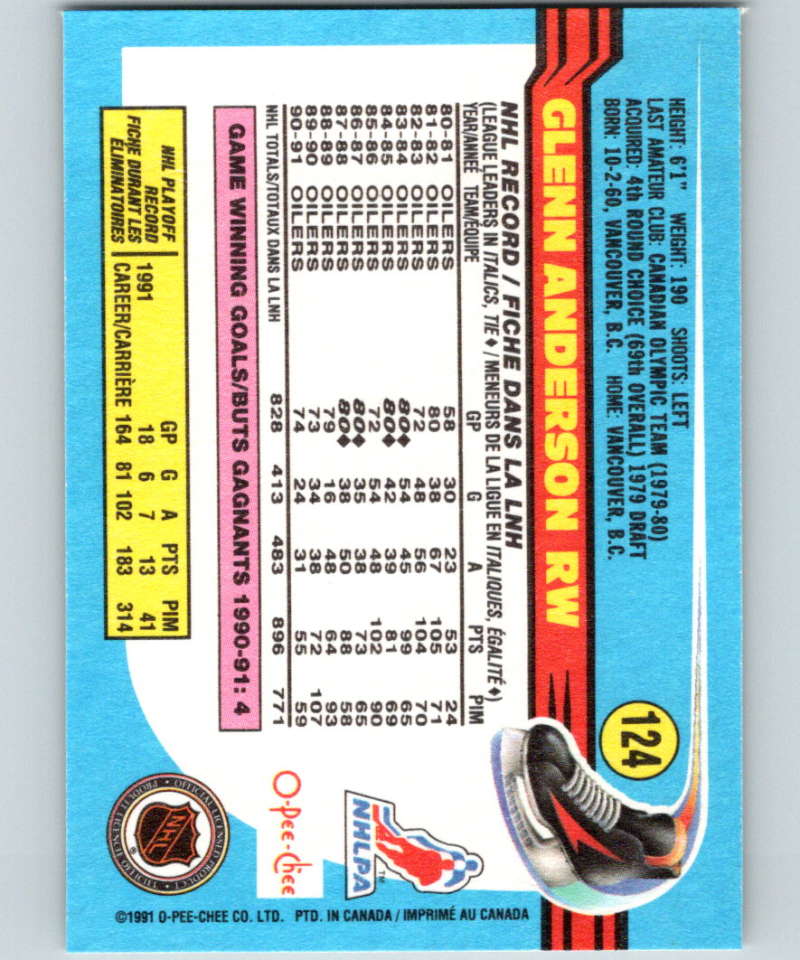 HEIGHT: 6'1" WEIGHT: 190 SHOOTS: LEFT
LAST AMATEUR CLUB: CANADIAN OLYMPIC TEAM (1979-80)
ACQUIRED: 4th ROUND CHOICE (69th OVERALL) 1979 DRAFT
BORN: 10-2-60, VANCOUVER, B.C. HOME: VANCOUVER, B.C.
124
GLENN ANDERSON RW
NHL RECORD / FICHE DANS LA LNH
(LEAGUE LEADERS IN ITALICS, TIE♦ / MENEURS DE LA LIGUE EN ITALIQUES, ÉGALITÉ♦)
YEAR/ANNÉE TEAM/ÉQUIPE GP G A PTS PIM
80-81 OILERS 58 30 23 53 24
81-82 OILERS 80 38 67 105 71
82-83 OILERS 72 48 56 104 70
83-84 OILERS 80♦ 54 45 99 65
84-85 OILERS 80♦ 42 39 81 69
85-86 OILERS 72 54 48 102 90
86-87 OILERS 80♦ 35 38 73 65
87-88 OILERS 80♦ 38 50 88 58
88-89 OILERS 79 16 48 64 93
89-90 OILERS 73 34 38 72 107
90-91 OILERS 74 24 31 55 59
NHL TOTALS/TOTAUX DANS LA LNH 828 413 483 896 771
GAME WINNING GOALS/BUTS GAGNANTS 1990-91: 4
NHL PLAYOFF
RECORD
FICHE DURANT LES
ÉLIMINATOIRES
GP G A PTS PIM
1991 18 6 7 13 41
CAREER/CARRIÈRE 164 81 102 183 314
NHLPA
TM
O-Pee-Chee
OFFICIAL LICENSED PRODUCT
NHL
®
PRODUIT LICENCIÉ OFFICIEL
©1991 O-PEE-CHEE CO. LTD. PTD. IN CANADA / IMPRIMÉ AU CANADA